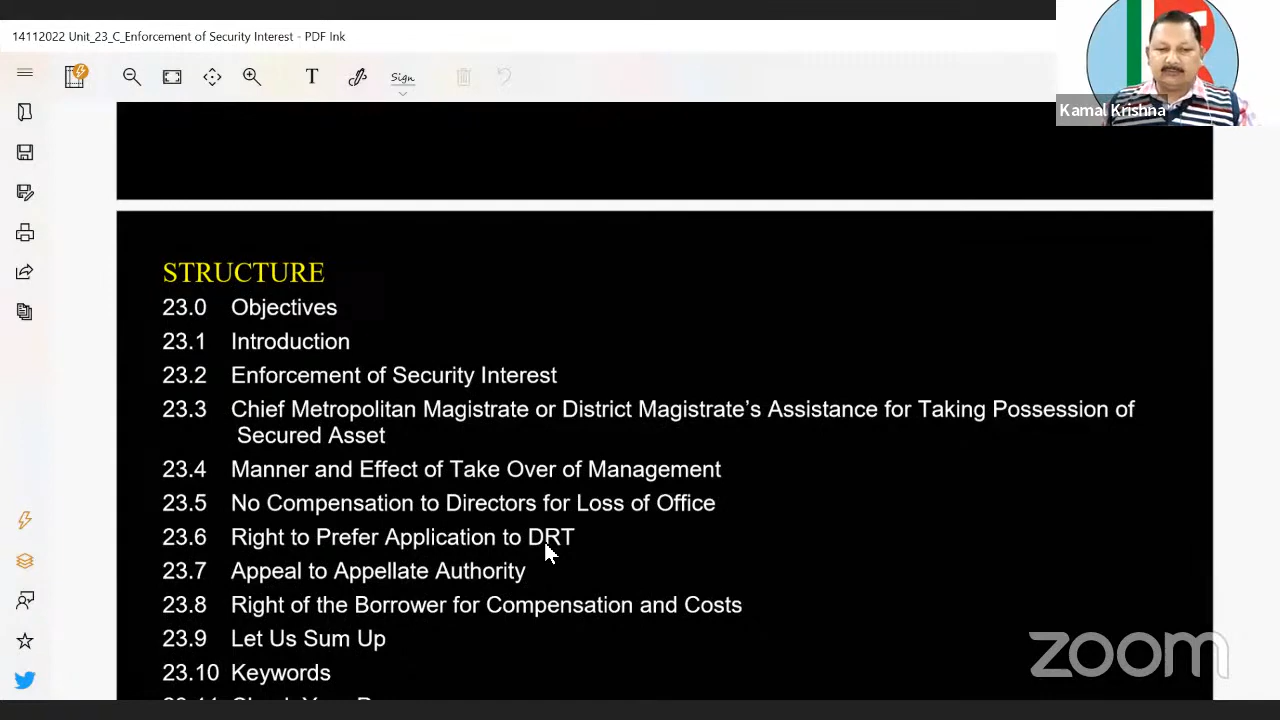 14112022 Unit_23_C_Enforcement of Security Interest - PDF Ink
T
Sign
Kamal Krishna
STRUCTURE
23.0 Objectives
23.1 Introduction
23.2 Enforcement of Security Interest
23.3 Chief Metropolitan Magistrate or District Magistrate's Assistance for Taking Possession of
Secured Asset
23.4 Manner and Effect of Take Over of Management
23.5 No Compensation to Directors for Loss of Office
23.6 Right to Prefer Application to DRT
23.7 Appeal to Appellate Authority
23.8 Right of the Borrower for Compensation and Costs
23.9 Let Us Sum Up
23.10 Keywords
zoom